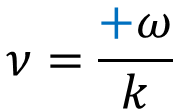 ν = +ω / k